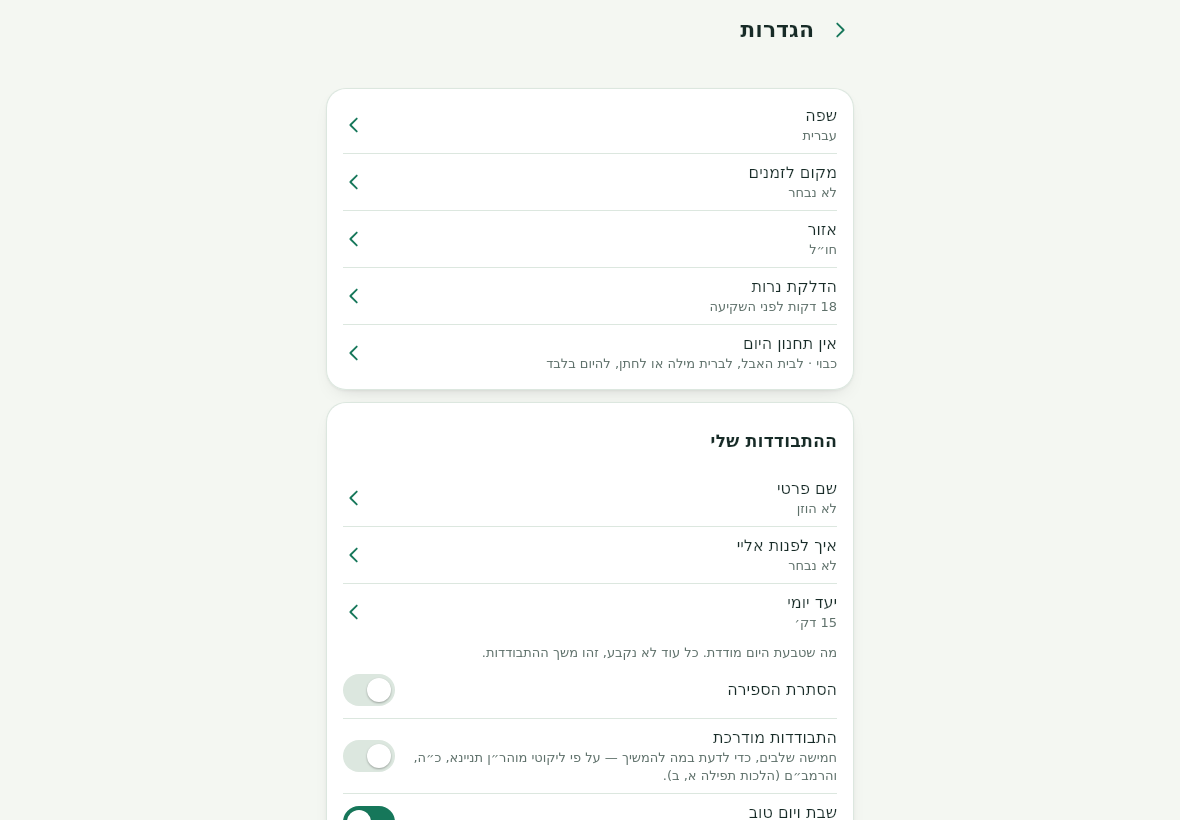 הגדרות
שפה
עברית
מקום לזמנים
לא נבחר
אזור
חו״ל
הדלקת נרות
18 דקות לפני השקיעה
אין תחנון היום
כבוי · לבית האבל, לברית מילה או לחתן, להיום בלבד
ההתבודדות שלי
שם פרטי
לא הוזן
איך לפנות אליי
לא נבחר
יעד יומי
15 דק׳
מה שטבעת היום מודדת. כל עוד לא נקבע, זהו משך ההתבודדות.
הסתרת הספירה
התבודדות מודרכת
חמישה שלבים, כדי לדעת במה להמשיך — על פי ליקוטי מוהר״ן תניינא, כ״ה,
והרמב״ם (הלכות תפילה א, ב).
שבת ויום טוב